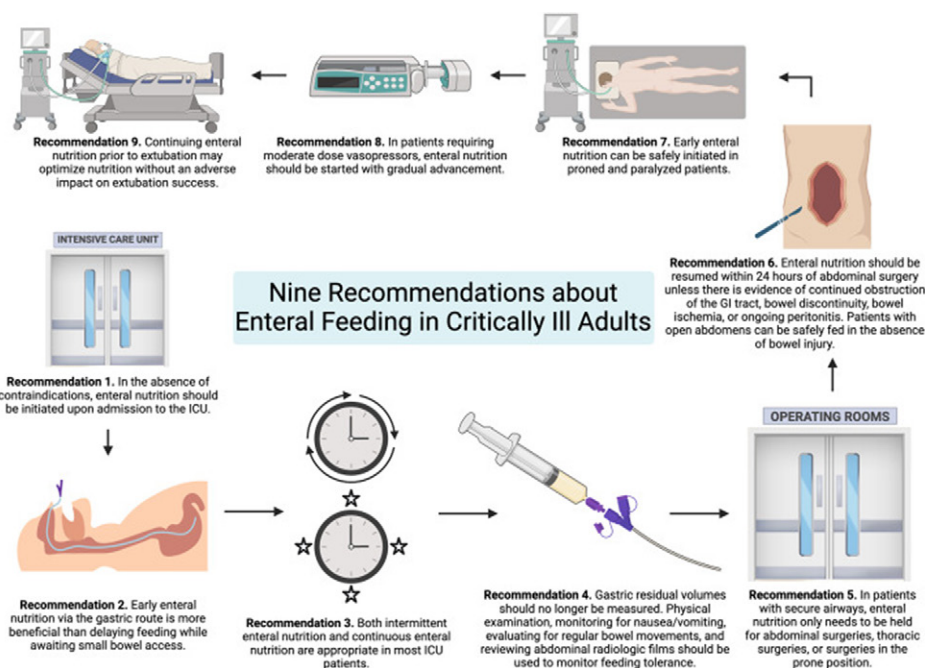 Nine Recommendations about
Enteral Feeding in Critically Ill Adults
INTENSIVE CARE UNIT
Recommendation 1. In the absence of
contraindications, enteral nutrition should
be initiated upon admission to the ICU.
Recommendation 2. Early enteral
nutrition via the gastric route is more
beneficial than delaying feeding while
awaiting small bowel access.
Recommendation 3. Both intermittent
enteral nutrition and continuous enteral
nutrition are appropriate in most ICU
patients.
Recommendation 4. Gastric residual volumes
should no longer be measured. Physical
examination, monitoring for nausea/vomiting,
evaluating for regular bowel movements, and
reviewing abdominal radiologic films should be
used to monitor feeding tolerance.
OPERATING ROOMS
Recommendation 5. In patients
with secure airways, enteral
nutrition only needs to be held
for abdominal surgeries, thoracic
surgeries, or surgeries in the
prone position.
Recommendation 6. Enteral nutrition should be
resumed within 24 hours of abdominal surgery
unless there is evidence of continued obstruction
of the GI tract, bowel discontinuity, bowel
ischemia, or ongoing peritonitis. Patients with
open abdomens can be safely fed in the absence
of bowel injury.
Recommendation 7. Early enteral
nutrition can be safely initiated in
proned and paralyzed patients.
Recommendation 8. In patients requiring
moderate dose vasopressors, enteral nutrition
should be started with gradual advancement.
Recommendation 9. Continuing enteral
nutrition prior to extubation may
optimize nutrition without an adverse
impact on extubation success.